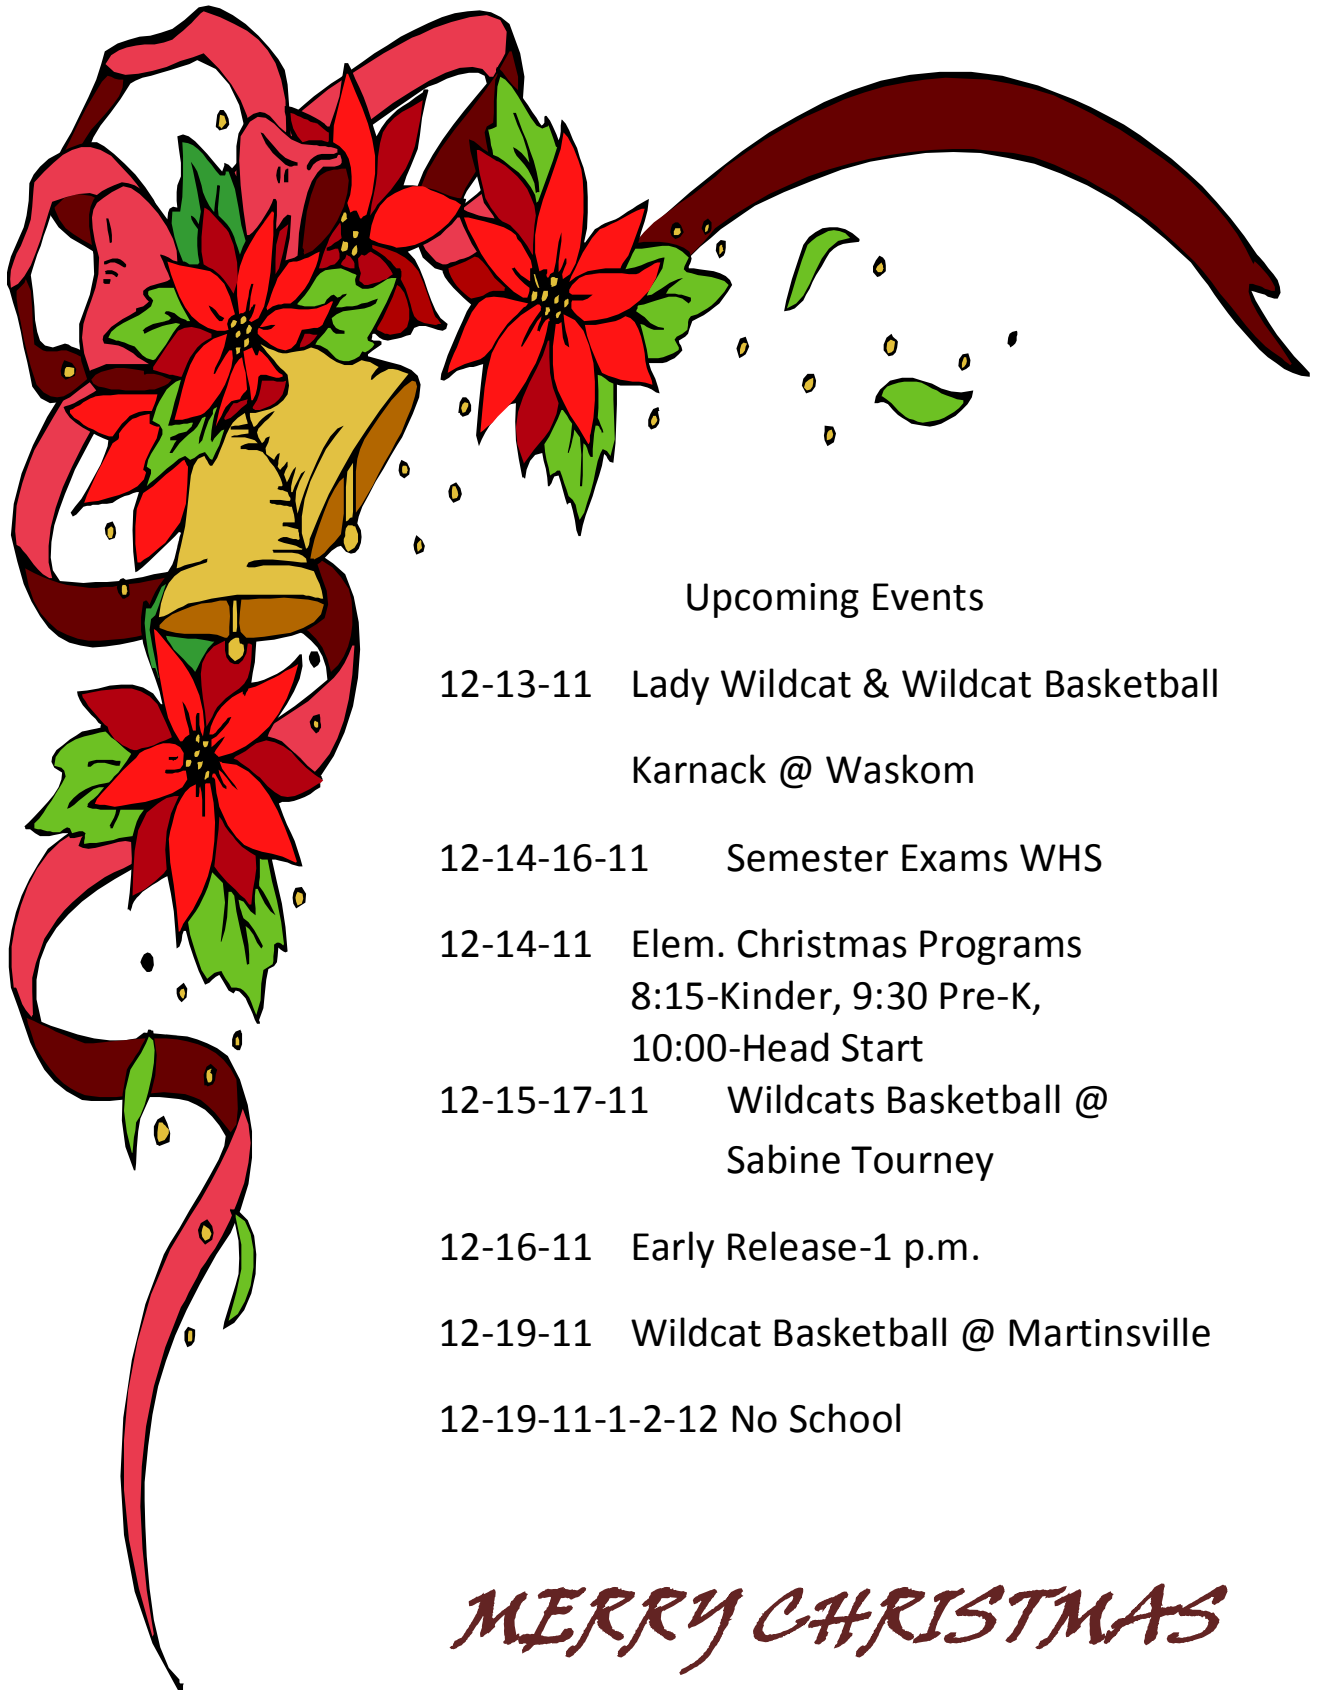 Upcoming Events
12-13-11 Lady Wildcat & Wildcat Basketball
Karnack @ Waskom
12-14-16-11 Semester Exams WHS
12-14-11 Elem. Christmas Programs
8:15-Kinder, 9:30 Pre-K,
10:00-Head Start
12-15-17-11 Wildcats Basketball @
Sabine Tourney
12-16-11 Early Release-1 p.m.
12-19-11 Wildcat Basketball @ Martinsville
12-19-11-1-2-12 No School
MERRY CHRISTMAS